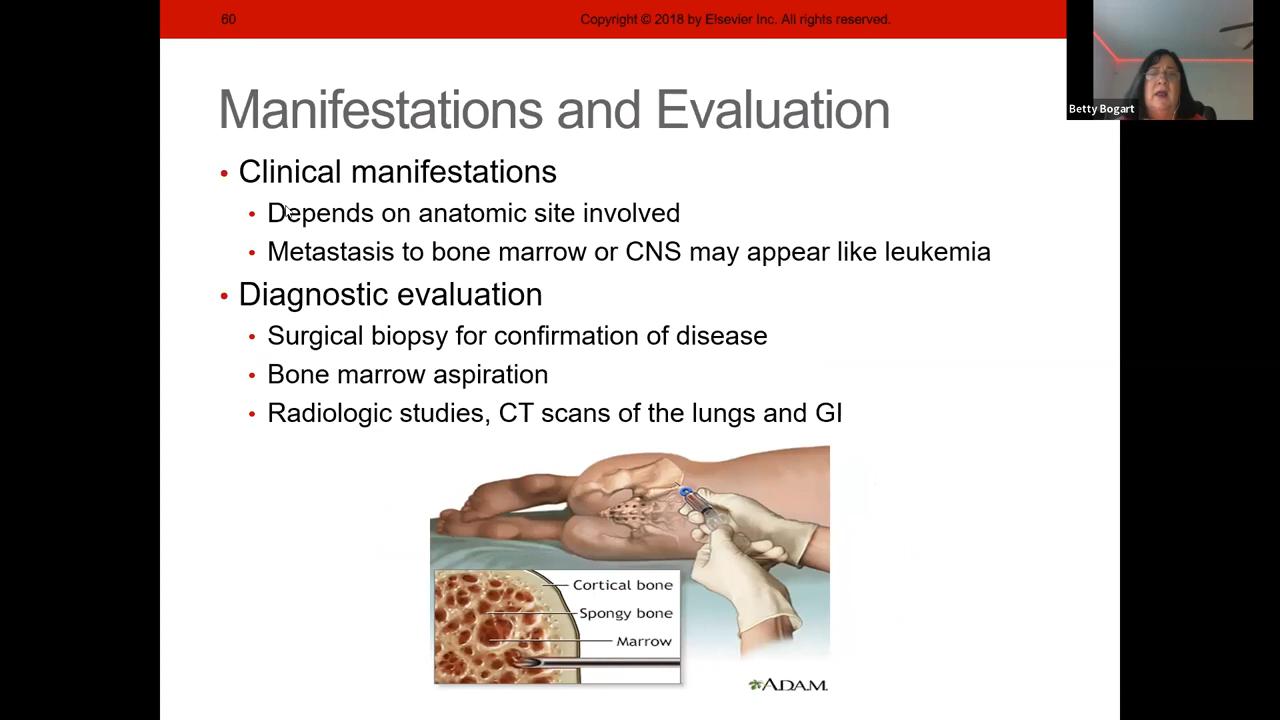 60
Copyright © 2018 by Elsevier Inc. All rights reserved.
Betty Bogart
Manifestations and Evaluation
• Clinical manifestations
• Depends on anatomic site involved
• Metastasis to bone marrow or CNS may appear like leukemia
• Diagnostic evaluation
• Surgical biopsy for confirmation of disease
• Bone marrow aspiration
• Radiologic studies, CT scans of the lungs and GI
Cortical bone
Spongy bone
Marrow
A.D.A.M.